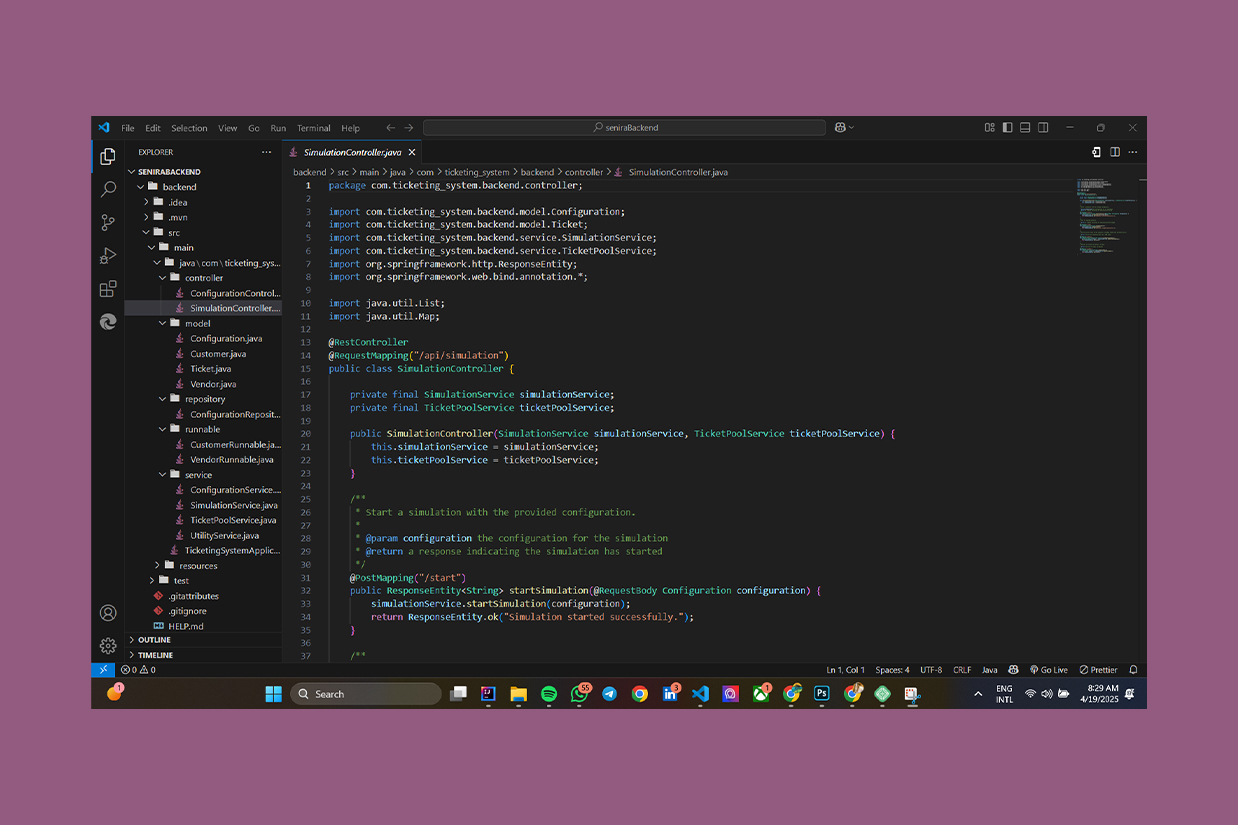 File Edit Selection View Go Run Terminal Help
seniraBackend
EXPLORER
SENIRABACKEND
backend
.idea
.mvn
src
main
java\com\ticketing_sys...
controller
ConfigurationControl...
SimulationController....
model
Configuration.java
Customer.java
Ticket.java
Vendor.java
repository
ConfigurationReposit...
runnable
CustomerRunnable.ja...
VendorRunnable.java
service
ConfigurationService....
SimulationService.java
TicketPoolService.java
UtilityService.java
TicketingSystemApplic...
resources
test
.gitattributes
.gitignore
HELP.md
OUTLINE
TIMELINE
SimulationController.java
backend > src > main > java > com > ticketing_system > backend > controller > SimulationController.java
1 package com.ticketing_system.backend.controller;
2
3 import com.ticketing_system.backend.model.Configuration;
4 import com.ticketing_system.backend.model.Ticket;
5 import com.ticketing_system.backend.service.SimulationService;
6 import com.ticketing_system.backend.service.TicketPoolService;
7 import org.springframework.http.ResponseEntity;
8 import org.springframework.web.bind.annotation.*;
9
10 import java.util.List;
11 import java.util.Map;
12
13 @RestController
14 @RequestMapping("/api/simulation")
15 public class SimulationController {
16
17 private final SimulationService simulationService;
18 private final TicketPoolService ticketPoolService;
19
20 public SimulationController(SimulationService simulationService, TicketPoolService ticketPoolService) {
21 this.simulationService = simulationService;
22 this.ticketPoolService = ticketPoolService;
23 }
24
25 /**
26 * Start a simulation with the provided configuration.
27 *
28 * @param configuration the configuration for the simulation
29 * @return a response indicating the simulation has started
30 */
31 @PostMapping("/start")
32 public ResponseEntity<String> startSimulation(@RequestBody Configuration configuration) {
33 simulationService.startSimulation(configuration);
34 return ResponseEntity.ok("Simulation started successfully.");
35 }
36
37 /**
0 0
Ln 1, Col 1 Spaces: 4 UTF-8 CRLF Java Go Live Prettier
1
Search
55
3
1
Ps
ENG
INTL
8:29 AM
4/19/2025